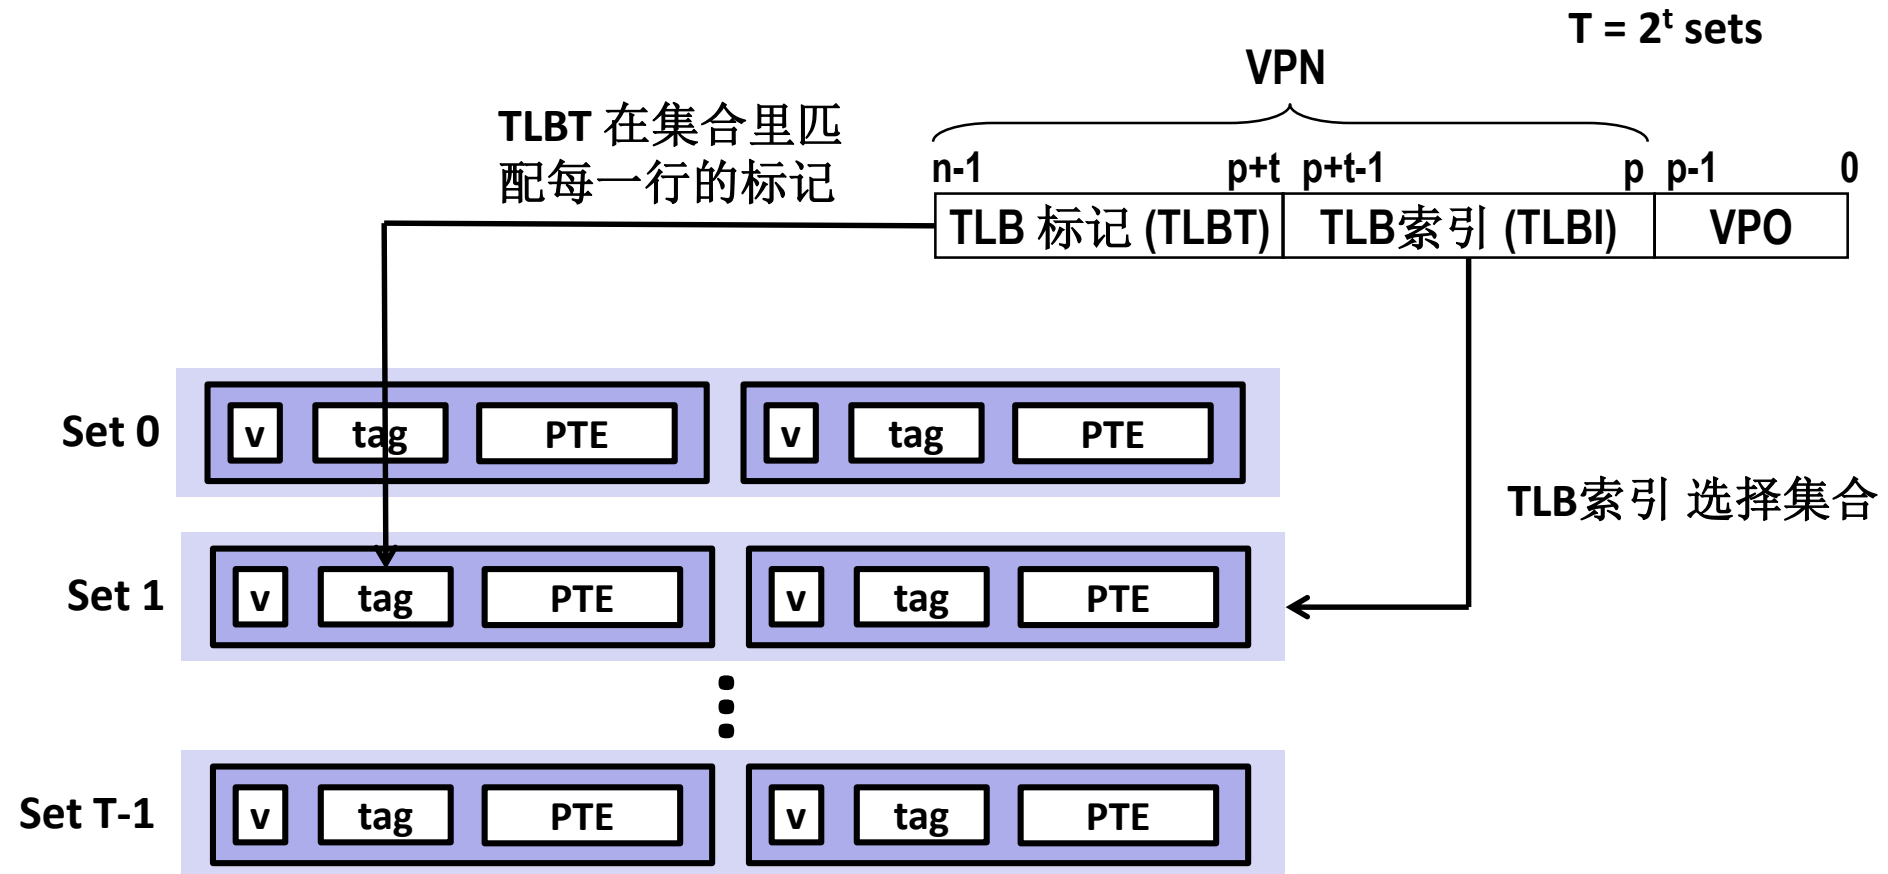 T = 2ᵗ sets
VPN
TLBT 在集合里匹
配每一行的标记
n-1 p+t p+t-1 p p-1 0
TLB 标记 (TLBT) TLB索引 (TLBI) VPO
Set 0 v tag PTE v tag PTE
TLB索引 选择集合
Set 1 v tag PTE v tag PTE
Set T-1 v tag PTE v tag PTE